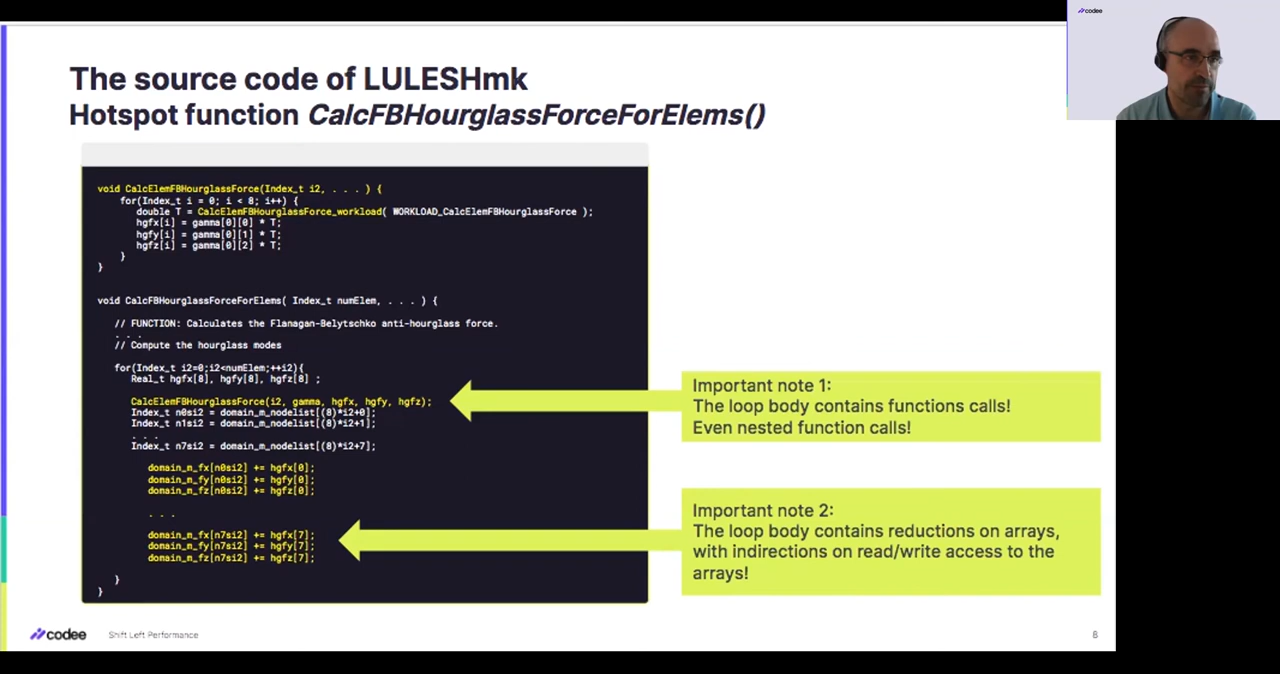 codee
The source code of LULESHmk
Hotspot function CalcFBHourglassForceForElems()
void CalcElemFBHourglassForce(Index_t i2, . . . ) {
for(Index_t i = 0; i < 8; i++) {
double T = CalcElemFBHourglassForce_workload( WORKLOAD_CalcElemFBHourglassForce );
hgfx[i] = gamma[0][0] * T;
hgfy[i] = gamma[0][1] * T;
hgfz[i] = gamma[0][2] * T;
}
}
void CalcFBHourglassForceForElems( Index_t numElem, . . . ) {
// FUNCTION: Calculates the Flanagan-Belytschko anti-hourglass force.
. . .
// Compute the hourglass modes
for(Index_t i2=0;i2<numElem;++i2){
Real_t hgfx[8], hgfy[8], hgfz[8] ;
CalcElemFBHourglassForce(i2, gamma, hgfx, hgfy, hgfz);
Index_t n0si2 = domain_m_nodelist[(8)*i2+0];
Index_t n1si2 = domain_m_nodelist[(8)*i2+1];
. . .
Index_t n7si2 = domain_m_nodelist[(8)*i2+7];
domain_m_fx[n0si2] += hgfx[0];
domain_m_fy[n0si2] += hgfy[0];
domain_m_fz[n0si2] += hgfz[0];
. . .
domain_m_fx[n7si2] += hgfx[7];
domain_m_fy[n7si2] += hgfy[7];
domain_m_fz[n7si2] += hgfz[7];
}
}
Important note 1:
The loop body contains functions calls!
Even nested function calls!
Important note 2:
The loop body contains reductions on arrays,
with indirections on read/write access to the
arrays!
codee
Shift Left Performance
8